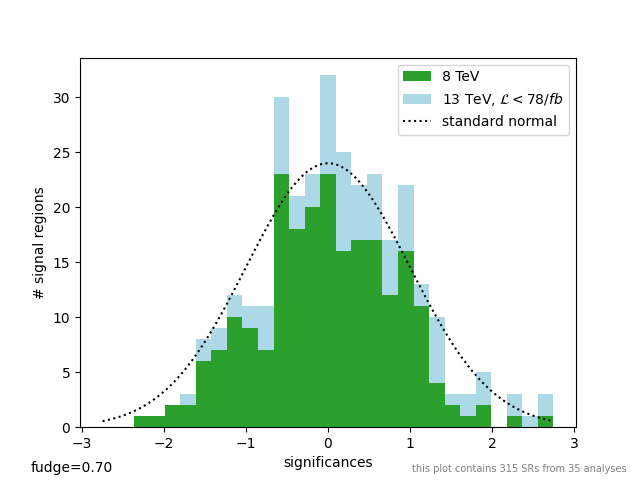 8 TeV
13 TeV, ℒ < 78/fb
standard normal
# signal regions
30
25
20
15
10
5
0
−3 −2 −1 0 1 2 3
significances
fudge=0.70
this plot contains 315 SRs from 35 analyses